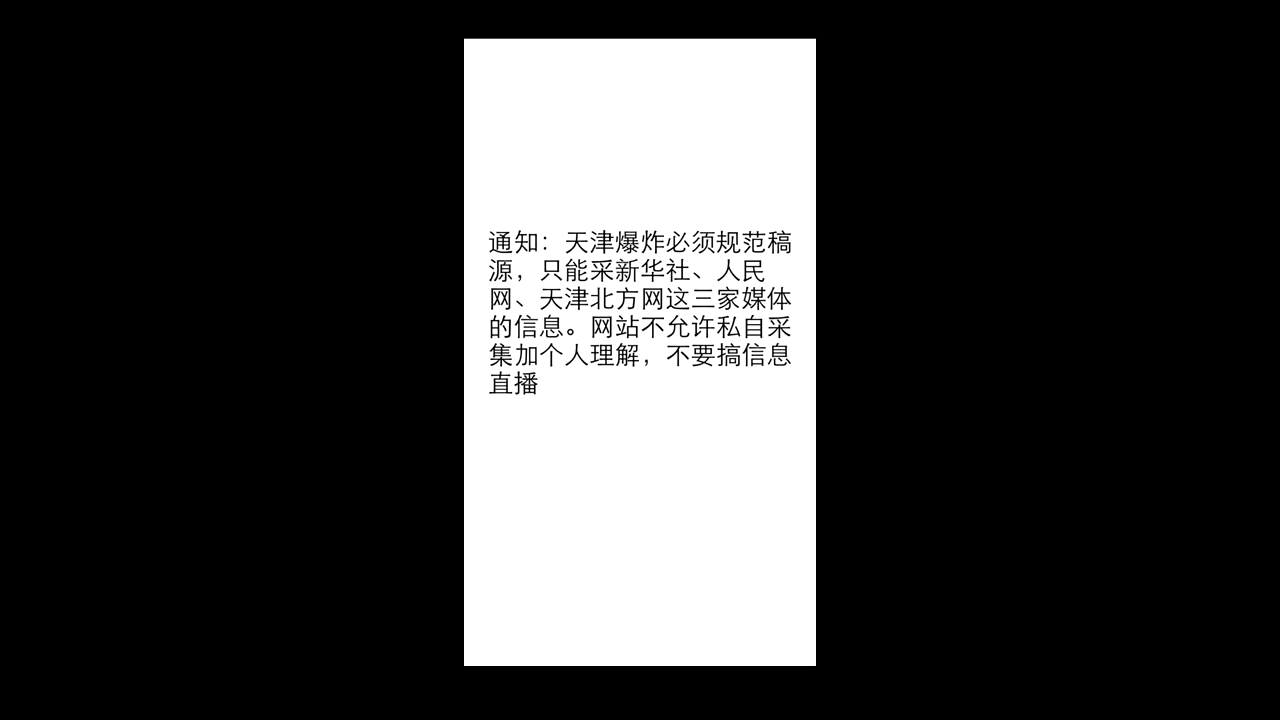 通知：天津爆炸必须规范稿
源，只能采新华社、人民
网、天津北方网这三家媒体
的信息。网站不允许私自采
集加个人理解，不要搞信息
直播